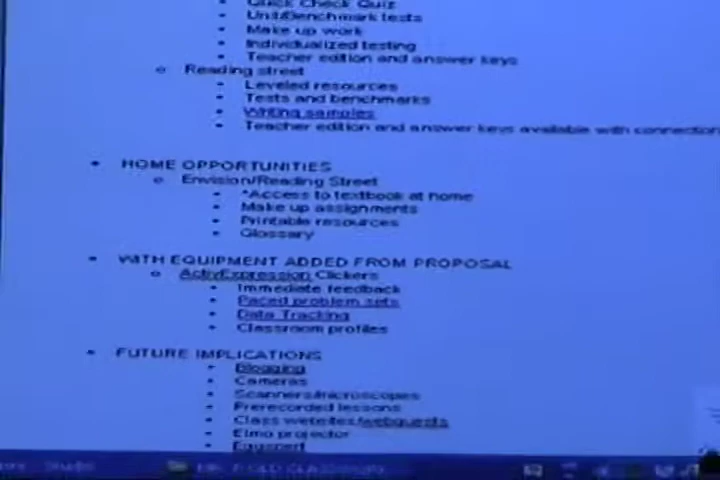 Quick Check Quiz
Unit/Benchmark tests
Make up work
Individualized testing
Teacher edition and answer keys
Reading street
Leveled resources
Tests and benchmarks
Writing samples
Teacher edition and answer keys available with connection
HOME OPPORTUNITIES
Envision/Reading Street
*Access to textbook at home
Make up assignments
Printable resources
Glossary
WITH EQUIPMENT ADDED FROM PROPOSAL
ActivExpression Clickers
Immediate feedback
Paced problem sets
Data Tracking
Classroom profiles
FUTURE IMPLICATIONS
Blogging
Cameras
Scanners/microscopes
Prerecorded lessons
Class websites/webquests
Elmo projector